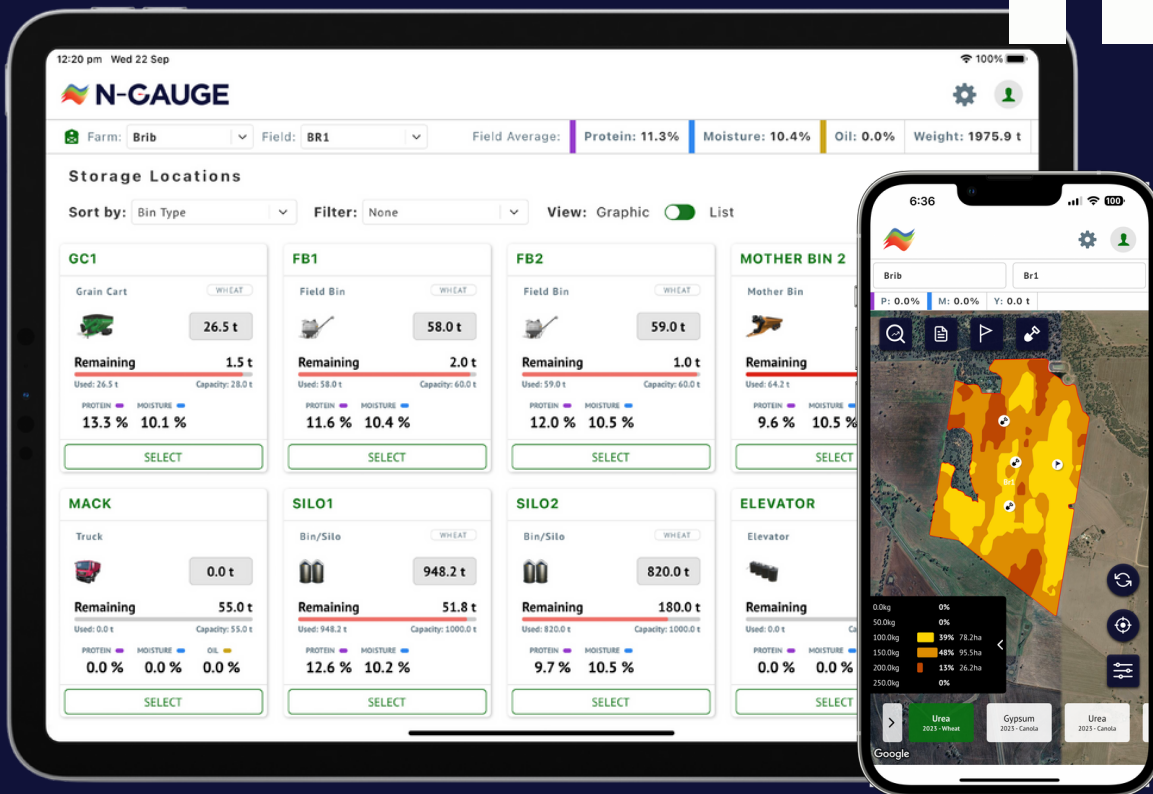 12:20 pm Wed 22 Sep
100%
N-GAUGE
Farm: Brib Field: BR1 Field Average: Protein: 11.3% Moisture: 10.4% Oil: 0.0% Weight: 1975.9 t
Storage Locations
Sort by: Bin Type Filter: None View: Graphic List
GC1
Grain Cart WHEAT
26.5 t
Remaining 1.5 t
Used: 26.5 t Capacity: 28.0 t
PROTEIN MOISTURE
13.3 % 10.1 %
SELECT
FB1
Field Bin WHEAT
58.0 t
Remaining 2.0 t
Used: 58.0 t Capacity: 60.0 t
PROTEIN MOISTURE
11.6 % 10.4 %
SELECT
FB2
Field Bin WHEAT
59.0 t
Remaining 1.0 t
Used: 59.0 t Capacity: 60.0 t
PROTEIN MOISTURE
12.0 % 10.5 %
SELECT
MOTHER BIN 2
Mother Bin
Remaining
Used: 64.2 t
PROTEIN MOISTURE
9.6 % 10.5 %
SELECT
MACK
Truck
0.0 t
Remaining 55.0 t
Used: 0.0 t Capacity: 55.0 t
PROTEIN MOISTURE OIL
0.0 % 0.0 % 0.0 %
SELECT
SILO1
Bin/Silo WHEAT
948.2 t
Remaining 51.8 t
Used: 948.2 t Capacity: 1000.0 t
PROTEIN MOISTURE
12.6 % 10.2 %
SELECT
SILO2
Bin/Silo WHEAT
820.0 t
Remaining 180.0 t
Used: 820.0 t Capacity: 1000.0 t
PROTEIN MOISTURE
9.7 % 10.5 %
SELECT
ELEVATOR
Elevator
Remaining
Used: 0.0 t
PROTEIN MOISTURE
0.0 % 0.0 %
SELECT
6:36
100
Brib Br1
P: 0.0% M: 0.0% Y: 0.0 t
Br1
0.0kg 0%
50.0kg 0%
100.0kg 39% 78.2ha
150.0kg 48% 95.5ha
200.0kg 13% 26.2ha
250.0kg 0%
Urea
2023 - Wheat
Gypsum
2023 - Canola
Urea
2023 - Canola
Google